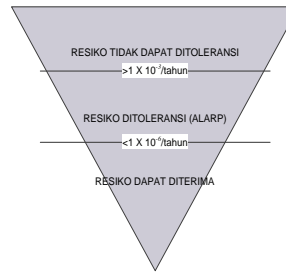 RESIKO TIDAK DAPAT DITOLERANSI
>1 X 10⁻³/tahun
RESIKO DITOLERANSI (ALARP)
<1 X 10⁻⁶/tahun
RESIKO DAPAT DITERIMA